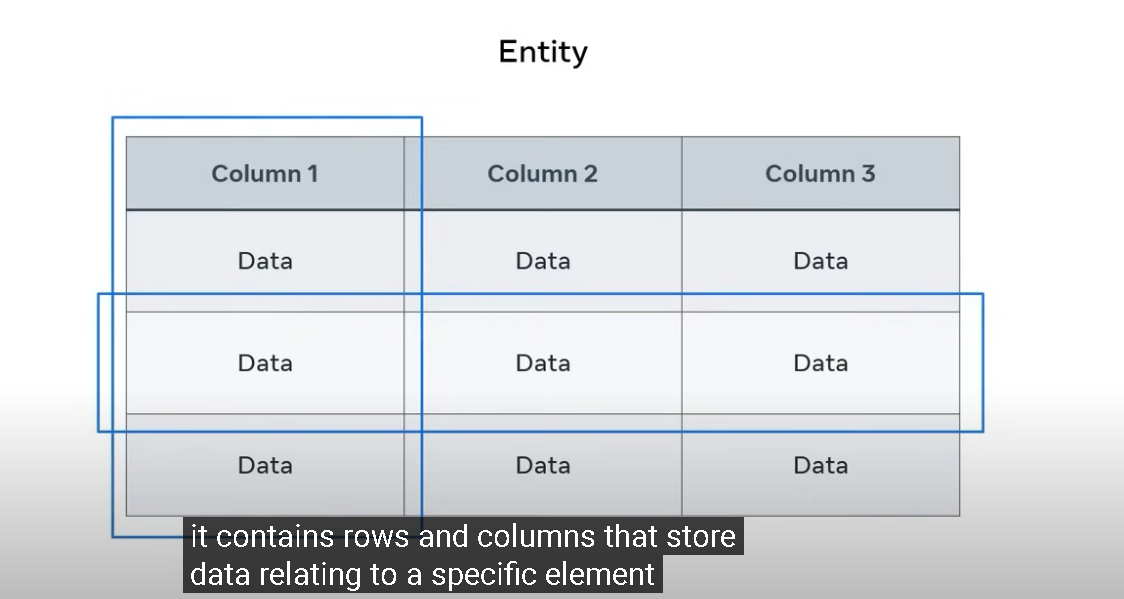 Entity
Column 1 Column 2 Column 3
Data Data Data
Data Data Data
Data Data Data
it contains rows and columns that store
data relating to a specific element